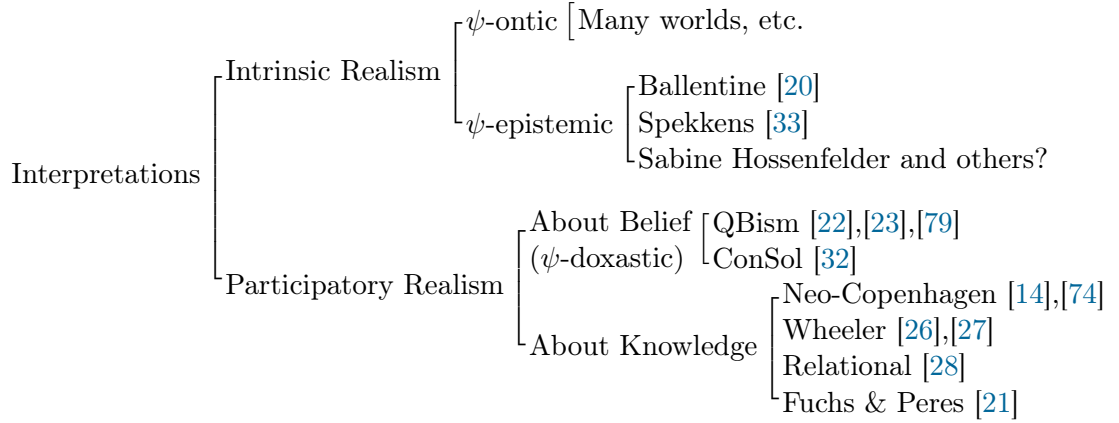 ψ-ontic Many worlds, etc.
Intrinsic Realism
Ballentine [20]
ψ-epistemic Spekkens [33]
Sabine Hossenfelder and others?
Interpretations
About Belief QBism [22],[23],[79]
(ψ-doxastic) ConSol [32]
Participatory Realism
Neo-Copenhagen [14],[74]
Wheeler [26],[27]
About Knowledge
Relational [28]
Fuchs & Peres [21]